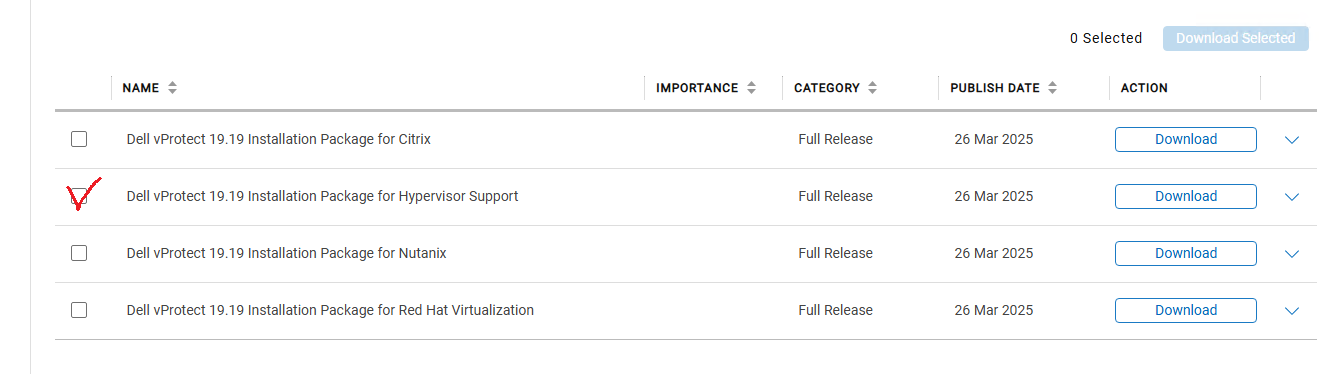 0 Selected Download Selected
NAME IMPORTANCE CATEGORY PUBLISH DATE ACTION
Dell vProtect 19.19 Installation Package for Citrix Full Release 26 Mar 2025 Download
Dell vProtect 19.19 Installation Package for Hypervisor Support Full Release 26 Mar 2025 Download
Dell vProtect 19.19 Installation Package for Nutanix Full Release 26 Mar 2025 Download
Dell vProtect 19.19 Installation Package for Red Hat Virtualization Full Release 26 Mar 2025 Download